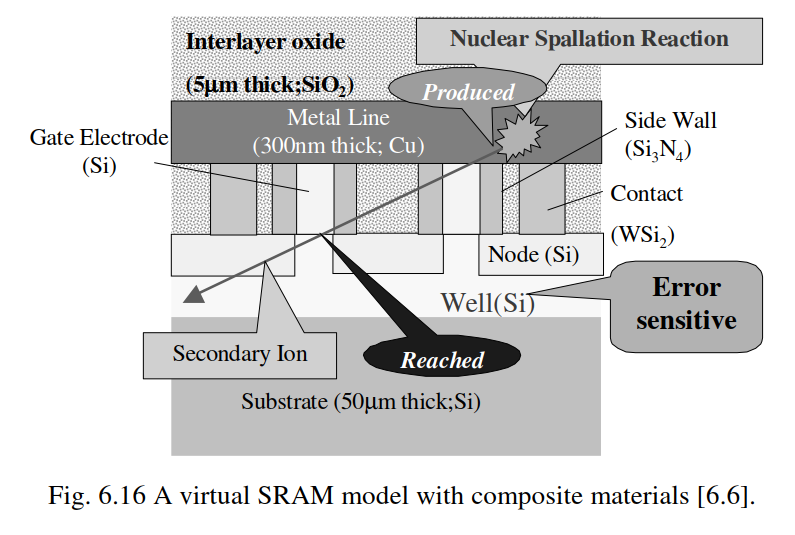 Interlayer oxide
(5μm thick;SiO₂)
Nuclear Spallation Reaction
Produced
Metal Line
(300nm thick; Cu)
Gate Electrode
(Si)
Side Wall
(Si₃N₄)
Contact
(WSi₂)
Node (Si)
Well(Si)
Error
sensitive
Secondary Ion
Reached
Substrate (50μm thick;Si)
Fig. 6.16 A virtual SRAM model with composite materials [6.6].